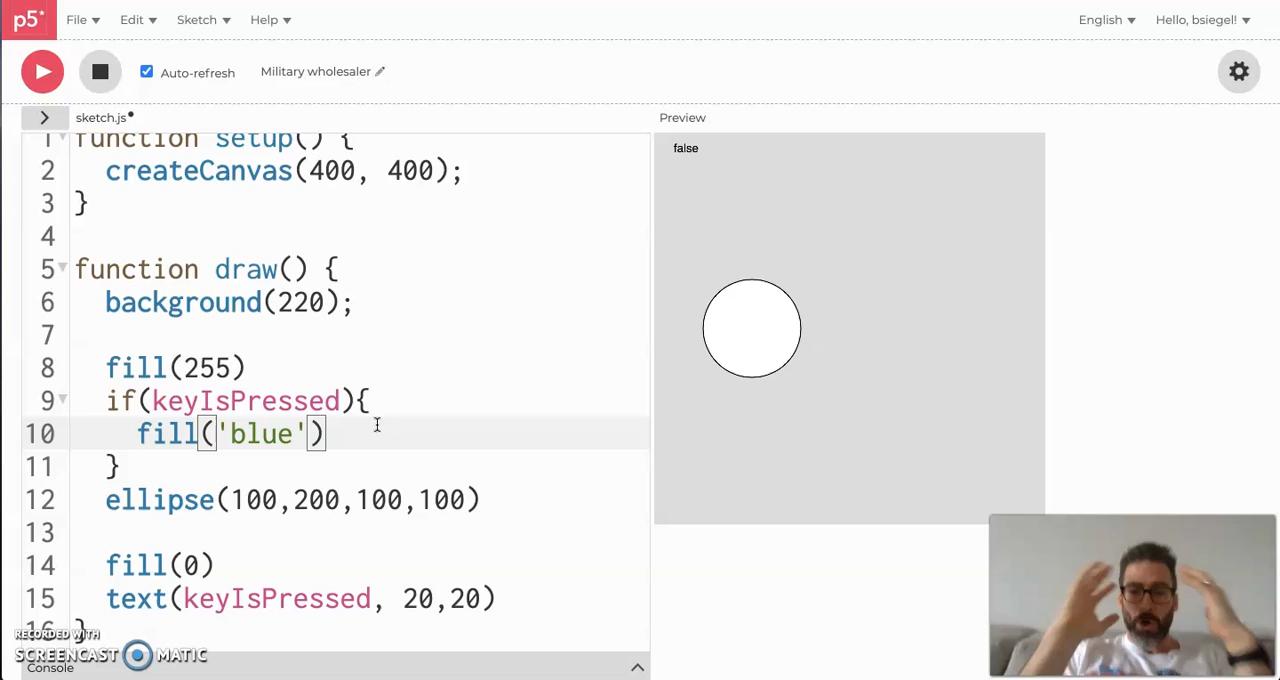 p5* File Edit Sketch Help English Hello, bsiegel!
Auto-refresh Military wholesaler
sketch.js• Preview
1 function setup() {
2 createCanvas(400, 400);
3 }
4
5 function draw() {
6 background(220);
7
8 fill(255)
9 if(keyIsPressed){
10 fill('blue')
11 }
12 ellipse(100,200,100,100)
13
14 fill(0)
15 text(keyIsPressed, 20,20)
16 }
false
RECORDED WITH
SCREENCAST MATIC
Console